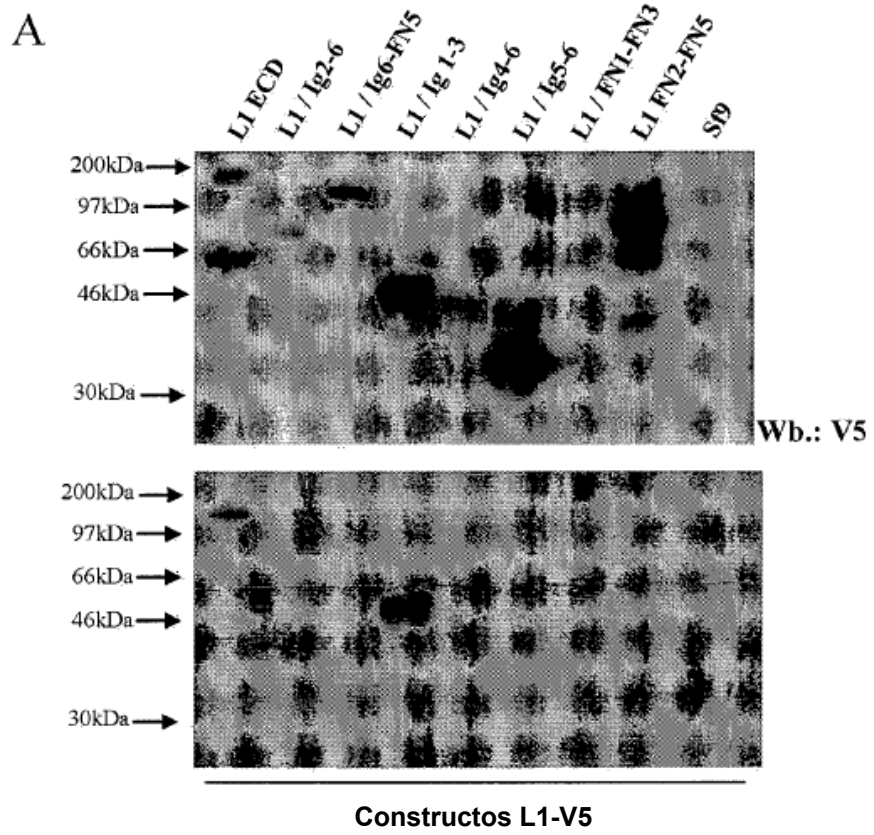 A
L1 ECD
L1 / Ig2-6
L1 / Ig6-FN5
L1 / Ig 1-3
L1 / Ig4-6
L1 / Ig5-6
L1 / FN1-FN3
L1 FN2-FN5
Sf9
200kDa
97kDa
66kDa
46kDa
30kDa
Wb.: V5
200kDa
97kDa
66kDa
46kDa
30kDa
Constructos L1-V5